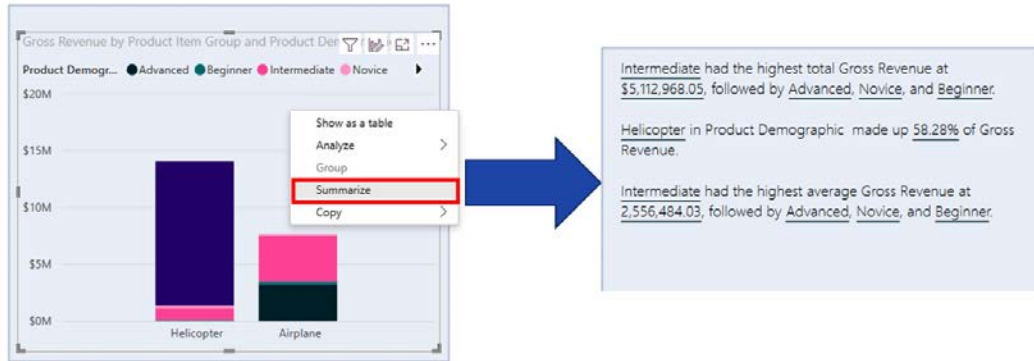 Gross Revenue by Product Item Group and Product Der
Product Demogr... Advanced Beginner Intermediate Novice
$20M
$15M
$10M
$5M
$0M
Helicopter Airplane
Show as a table
Analyze
Group
Summarize
Copy
Intermediate had the highest total Gross Revenue at
$5,112,968.05, followed by Advanced, Novice, and Beginner.
Helicopter in Product Demographic made up 58.28% of Gross
Revenue.
Intermediate had the highest average Gross Revenue at
2,556,484.03, followed by Advanced, Novice, and Beginner.